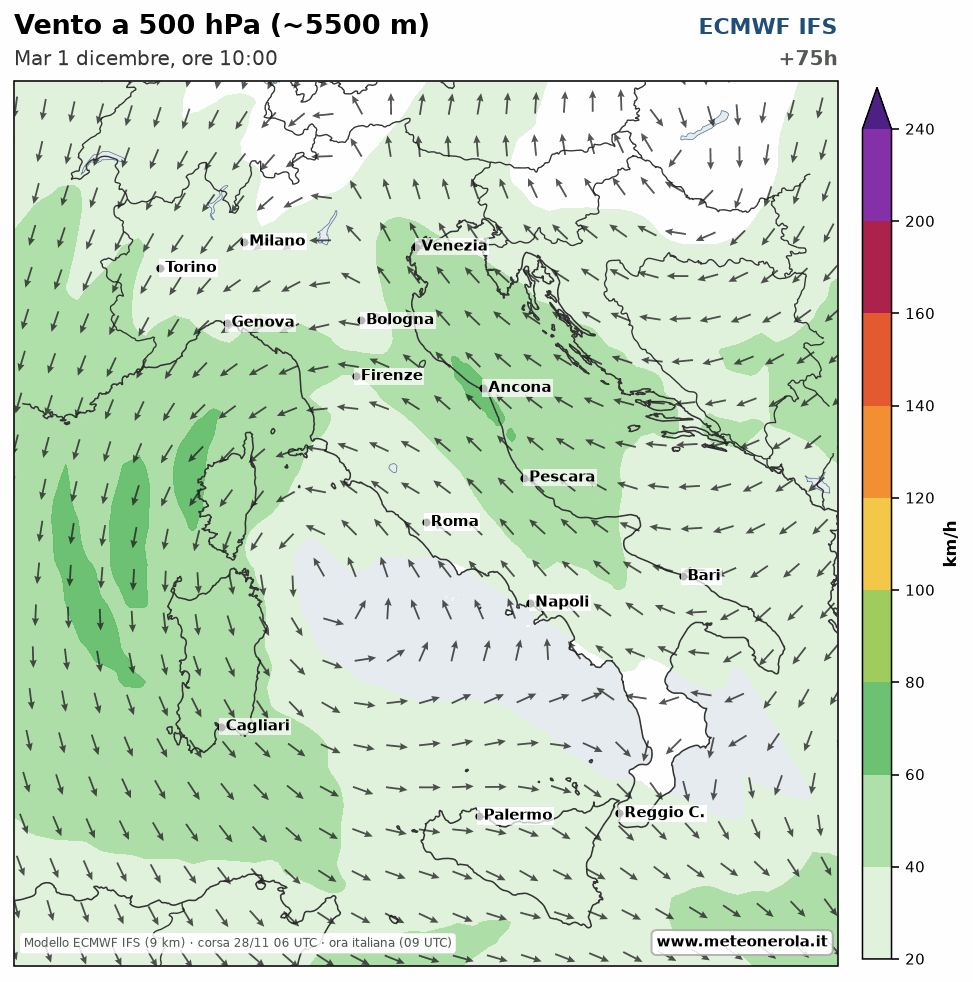 Vento a 500 hPa (~5500 m)
ECMWF IFS
Mar 1 dicembre, ore 10:00
+75h
Milano
Venezia
Torino
Genova
Bologna
Firenze
Ancona
Pescara
Roma
Bari
Napoli
Cagliari
Palermo
Reggio C.
240
200
160
140
120
100
80
60
40
20
km/h
Modello ECMWF IFS (9 km) · corsa 28/11 06 UTC · ora italiana (09 UTC)
www.meteonerola.it